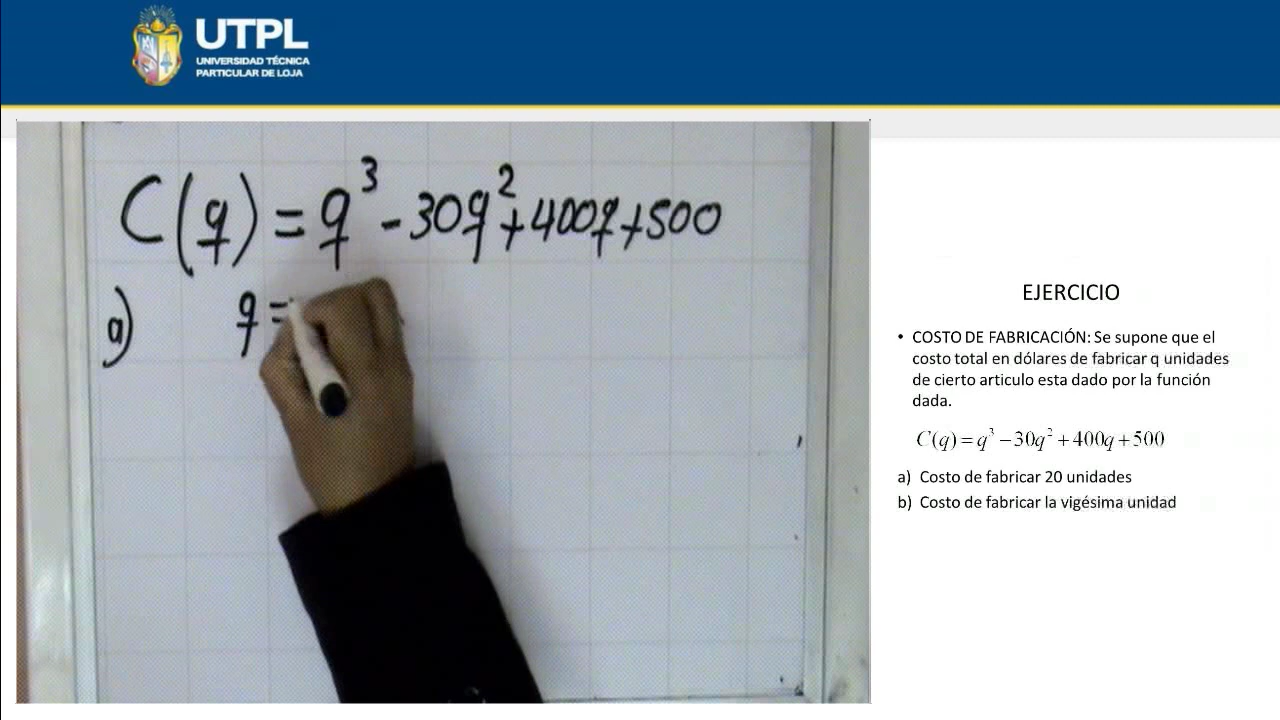 UTPL
UNIVERSIDAD TÉCNICA
PARTICULAR DE LOJA
C(q) = q³ - 30q² + 400q + 500
a) q =
EJERCICIO
• COSTO DE FABRICACIÓN: Se supone que el
costo total en dólares de fabricar q unidades
de cierto articulo esta dado por la función
dada.
C(q) = q³ − 30q² + 400q + 500
a) Costo de fabricar 20 unidades
b) Costo de fabricar la vigésima unidad